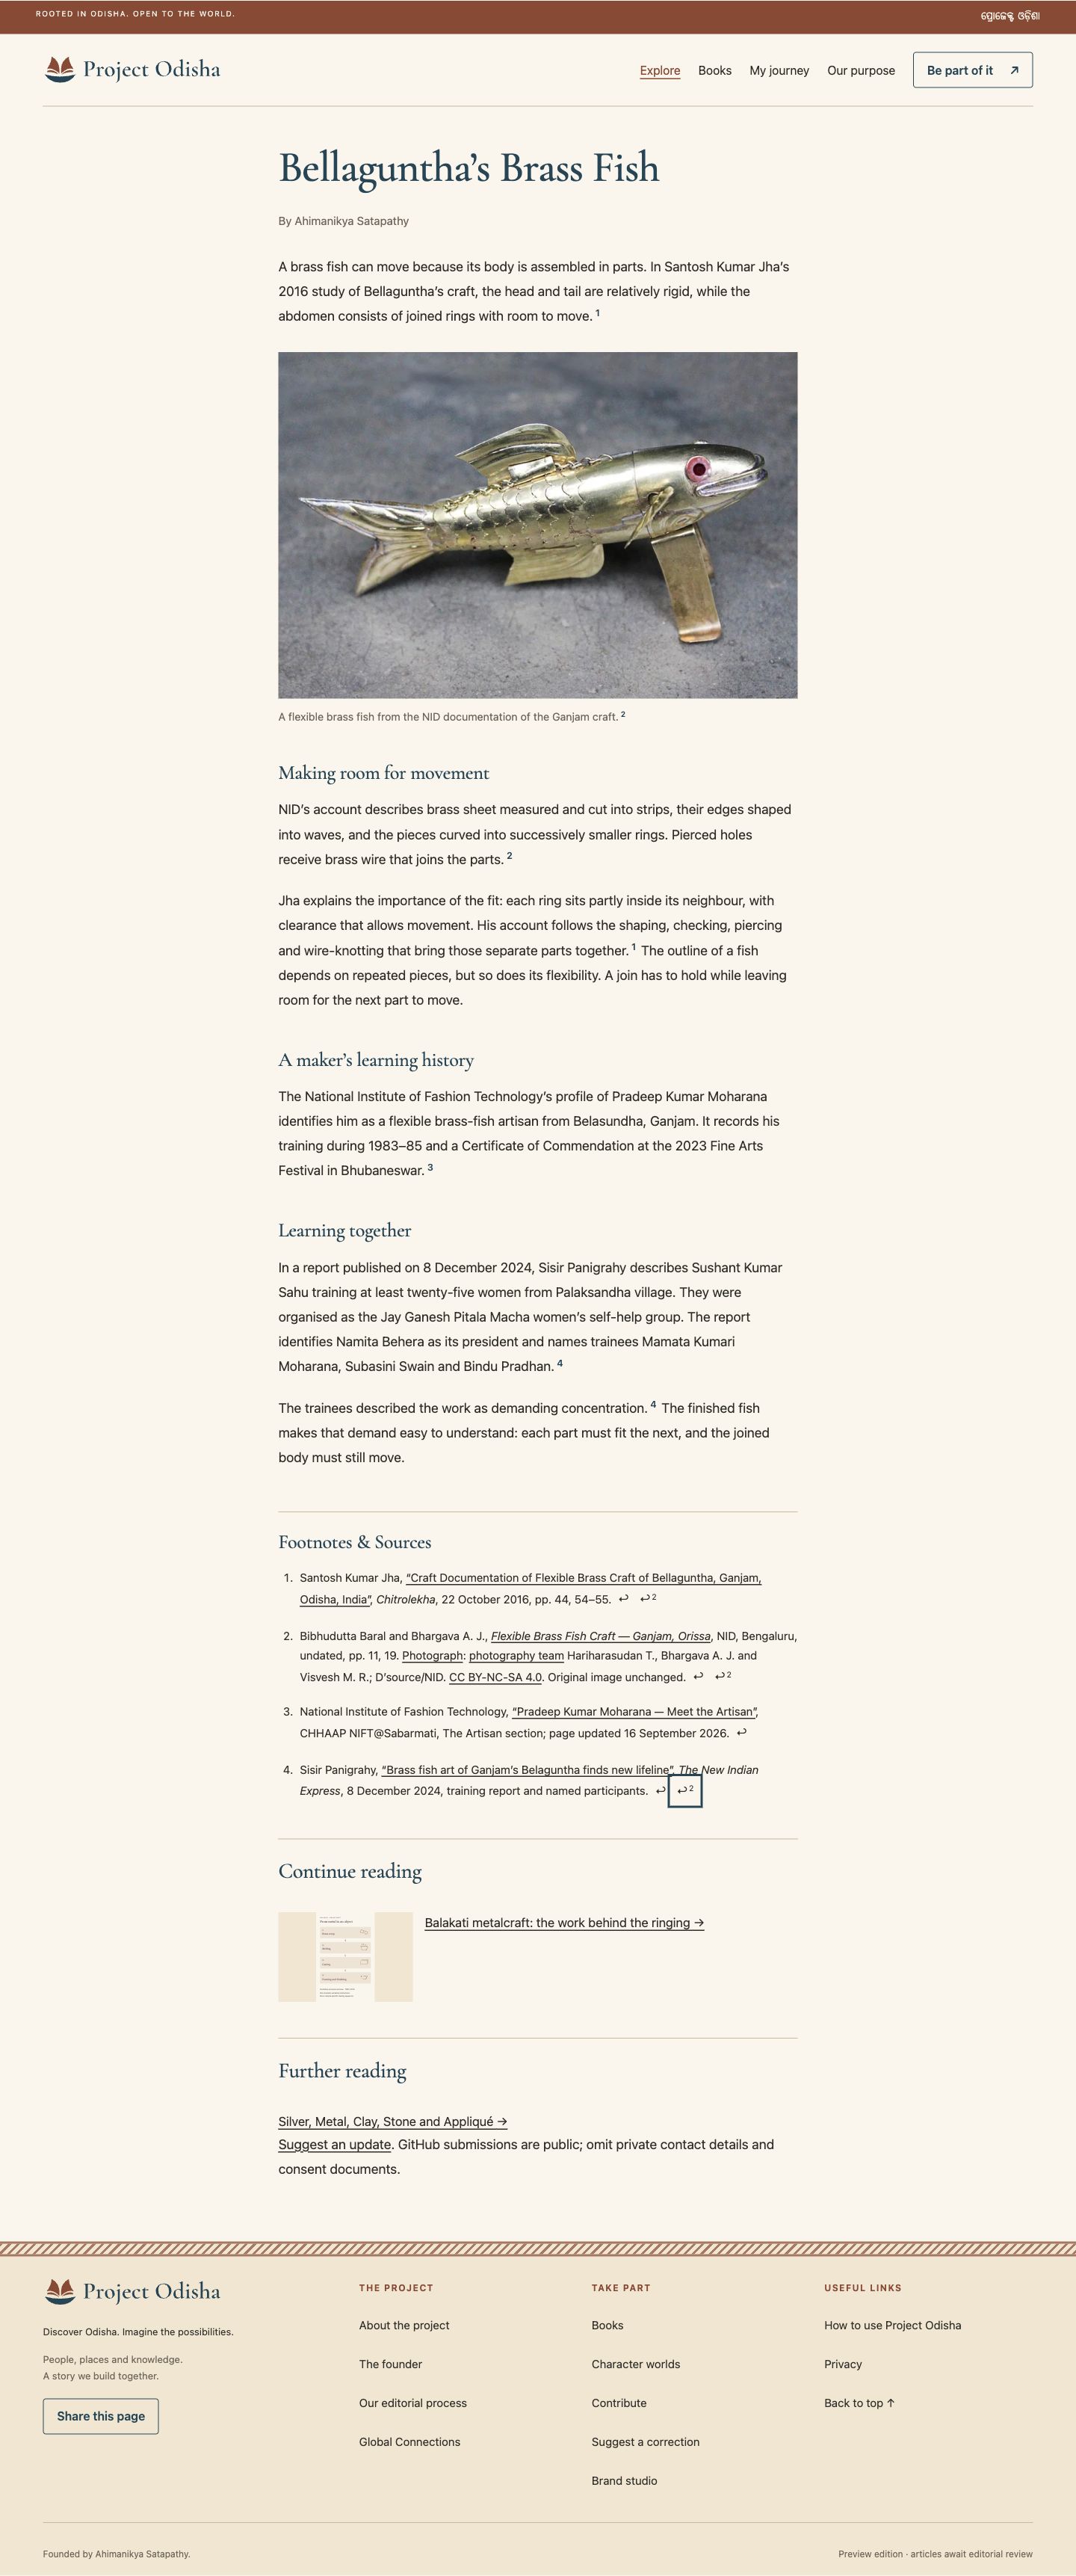 ROOTED IN ODISHA. OPEN TO THE WORLD.
ପ୍ରୋଜେକ୍ଟ ଓଡ଼ିଶା
Project Odisha
Explore Books My journey Our purpose Be part of it ↗
Bellaguntha’s Brass Fish
By Ahimanikya Satapathy
A brass fish can move because its body is assembled in parts. In Santosh Kumar Jha’s
2016 study of Bellaguntha’s craft, the head and tail are relatively rigid, while the
abdomen consists of joined rings with room to move. 1
A flexible brass fish from the NID documentation of the Ganjam craft. 2
Making room for movement
NID’s account describes brass sheet measured and cut into strips, their edges shaped
into waves, and the pieces curved into successively smaller rings. Pierced holes
receive brass wire that joins the parts. 2
Jha explains the importance of the fit: each ring sits partly inside its neighbour, with
clearance that allows movement. His account follows the shaping, checking, piercing
and wire-knotting that bring those separate parts together. 1 The outline of a fish
depends on repeated pieces, but so does its flexibility. A join has to hold while leaving
room for the next part to move.
A maker’s learning history
The National Institute of Fashion Technology’s profile of Pradeep Kumar Moharana
identifies him as a flexible brass-fish artisan from Belasundha, Ganjam. It records his
training during 1983–85 and a Certificate of Commendation at the 2023 Fine Arts
Festival in Bhubaneswar. 3
Learning together
In a report published on 8 December 2024, Sisir Panigrahy describes Sushant Kumar
Sahu training at least twenty-five women from Palaksandha village. They were
organised as the Jay Ganesh Pitala Macha women’s self-help group. The report
identifies Namita Behera as its president and names trainees Mamata Kumari
Moharana, Subasini Swain and Bindu Pradhan. 4
The trainees described the work as demanding concentration. 4 The finished fish
makes that demand easy to understand: each part must fit the next, and the joined
body must still move.
Footnotes & Sources
1. Santosh Kumar Jha, “Craft Documentation of Flexible Brass Craft of Bellaguntha, Ganjam,
Odisha, India”, Chitrolekha, 22 October 2016, pp. 44, 54–55. ↩ ↩2
2. Bibhudutta Baral and Bhargava A. J., Flexible Brass Fish Craft — Ganjam, Orissa, NID, Bengaluru,
undated, pp. 11, 19. Photograph: photography team Hariharasudan T., Bhargava A. J. and
Visvesh M. R.; D’source/NID. CC BY-NC-SA 4.0. Original image unchanged. ↩ ↩2
3. National Institute of Fashion Technology, “Pradeep Kumar Moharana — Meet the Artisan”,
CHHAAP NIFT@Sabarmati, The Artisan section; page updated 16 September 2026. ↩
4. Sisir Panigrahy, “Brass fish art of Ganjam’s Belaguntha finds new lifeline”, The New Indian
Express, 8 December 2024, training report and named participants. ↩ ↩2
Continue reading
Balakati metalcraft: the work behind the ringing →
Further reading
Silver, Metal, Clay, Stone and Appliqué →
Suggest an update. GitHub submissions are public; omit private contact details and
consent documents.
Project Odisha
Discover Odisha. Imagine the possibilities.
People, places and knowledge.
A story we build together.
Share this page
THE PROJECT
About the project
The founder
Our editorial process
Global Connections
TAKE PART
Books
Character worlds
Contribute
Suggest a correction
Brand studio
USEFUL LINKS
How to use Project Odisha
Privacy
Back to top ↑
Founded by Ahimanikya Satapathy.
Preview edition · articles await editorial review